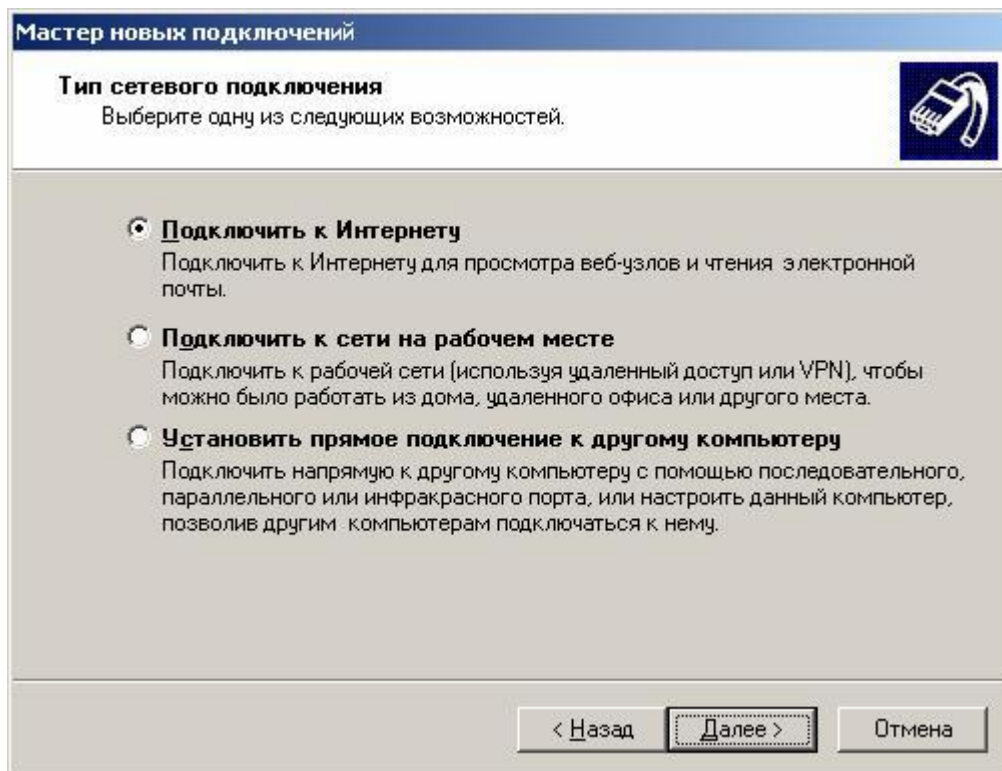 Мастер новых подключений
Тип сетевого подключения
Выберите одну из следующих возможностей.
Подключить к Интернету
Подключить к Интернету для просмотра веб-узлов и чтения электронной
почты.
Подключить к сети на рабочем месте
Подключить к рабочей сети (используя удаленный доступ или VPN), чтобы
можно было работать из дома, удаленного офиса или другого места.
Установить прямое подключение к другому компьютеру
Подключить напрямую к другому компьютеру с помощью последовательного,
параллельного или инфракрасного порта, или настроить данный компьютер,
позволив другим компьютерам подключаться к нему.
< Назад Далее > Отмена